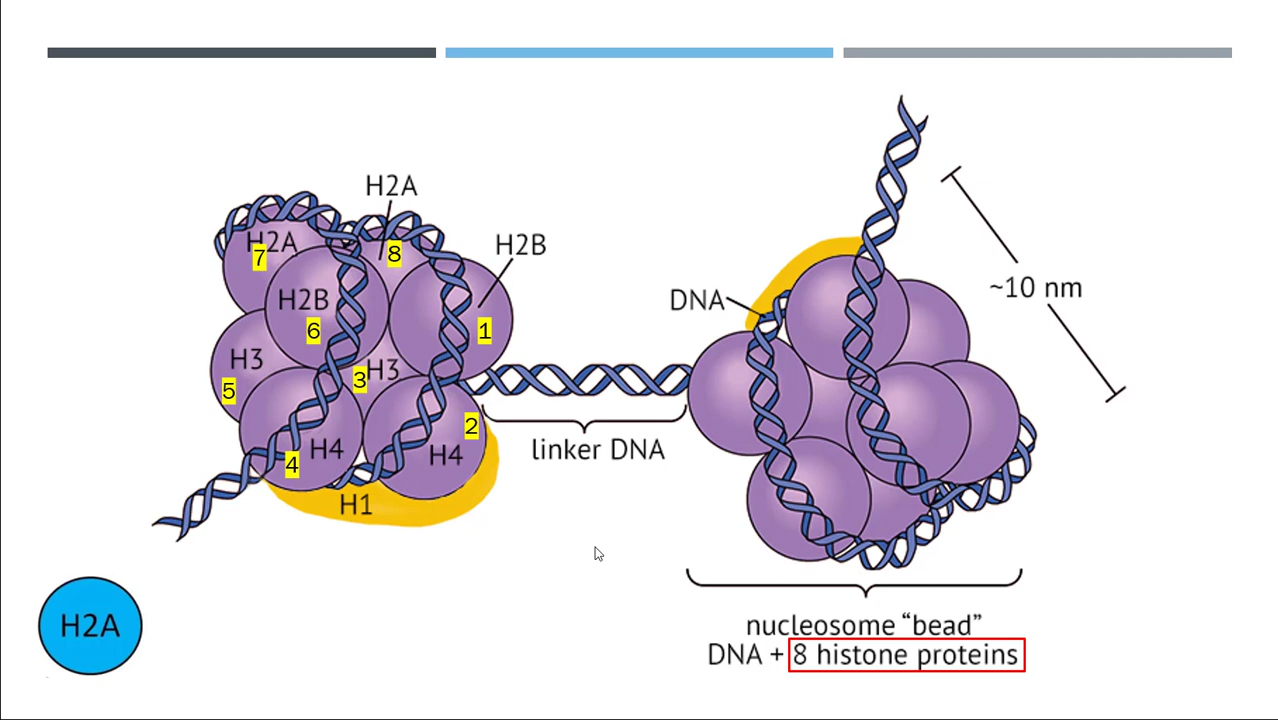 H2A
H2B
H2A
7
8
H2B
6
1
H3
5
3
H3
2
H4
4
H4
H1
linker DNA
DNA
~10 nm
H2A
nucleosome “bead”
DNA + 8 histone proteins